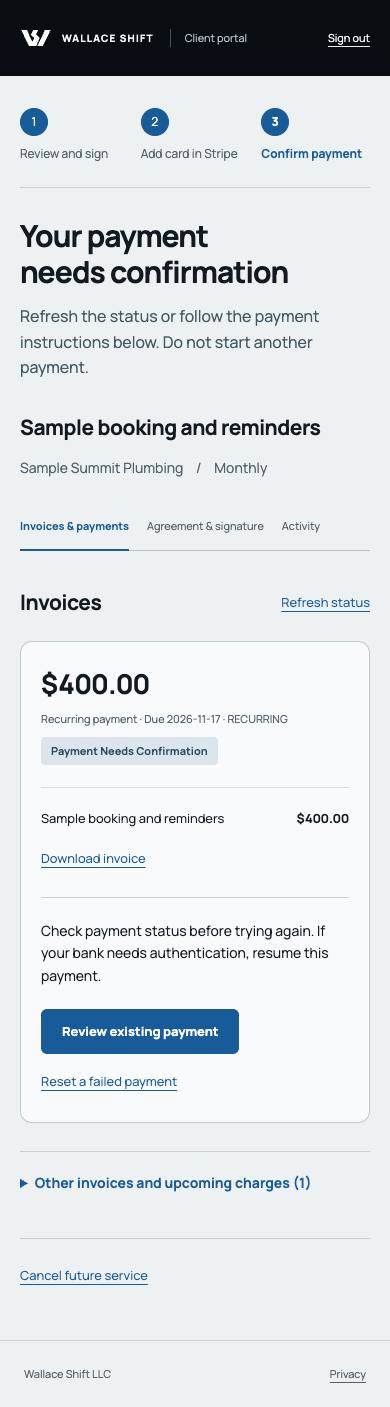 WALLACE SHIFT
Client portal
Sign out
1
2
3
Review and sign
Add card in Stripe
Confirm payment
Your payment
needs confirmation
Refresh the status or follow the payment
instructions below. Do not start another
payment.
Sample booking and reminders
Sample Summit Plumbing / Monthly
Invoices & payments
Agreement & signature
Activity
Invoices
Refresh status
$400.00
Recurring payment · Due 2026-11-17 · RECURRING
Payment Needs Confirmation
Sample booking and reminders
$400.00
Download invoice
Check payment status before trying again. If
your bank needs authentication, resume this
payment.
Review existing payment
Reset a failed payment
Other invoices and upcoming charges (1)
Cancel future service
Wallace Shift LLC
Privacy